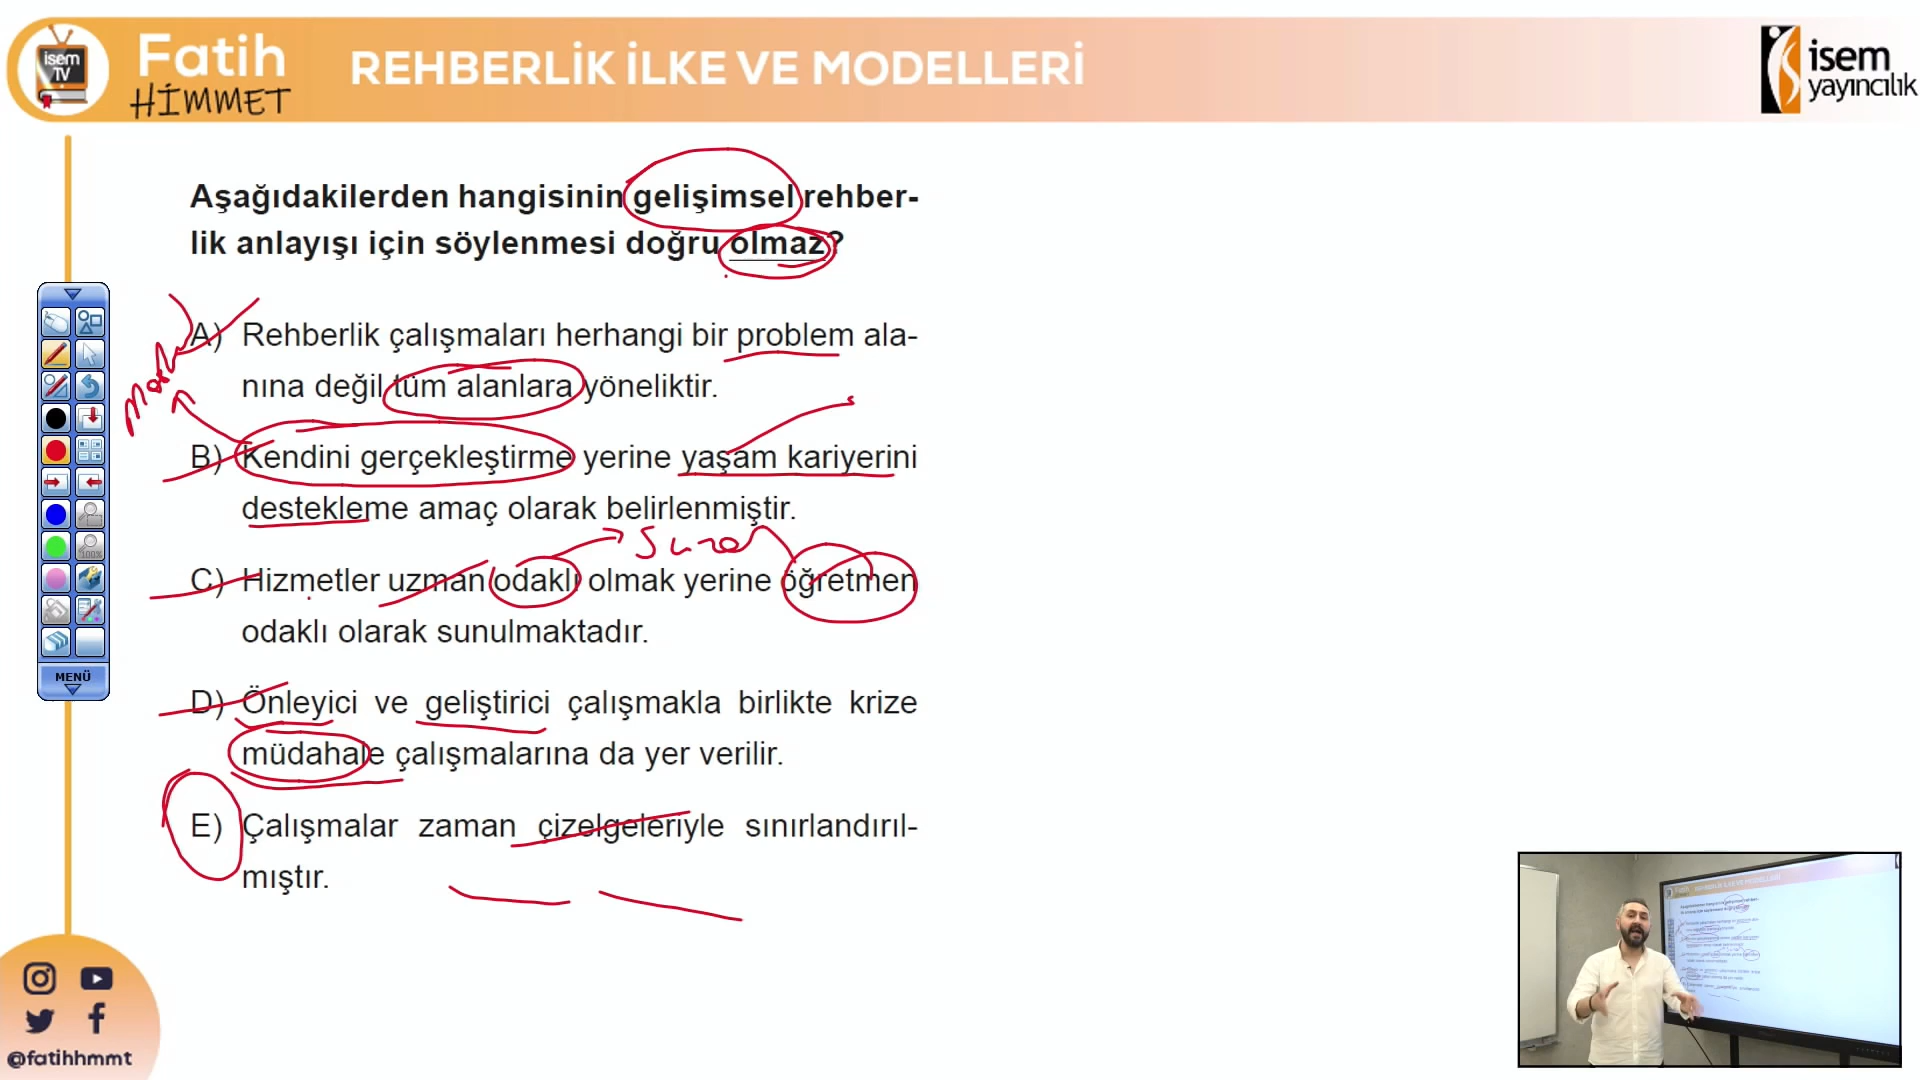 isem
TV
Fatih
HİMMET
REHBERLİK İLKE VE MODELLERİ
isem
yayıncılık
Aşağıdakilerden hangisinin gelişimsel rehber-
lik anlayışı için söylenmesi doğru olmaz?
A) Rehberlik çalışmaları herhangi bir problem ala-
nına değil tüm alanlara yöneliktir.
B) Kendini gerçekleştirme yerine yaşam kariyerini
destekleme amaç olarak belirlenmiştir.
C) Hizmetler uzman odaklı olmak yerine öğretmen
odaklı olarak sunulmaktadır.
D) Önleyici ve geliştirici çalışmakla birlikte krize
müdahale çalışmalarına da yer verilir.
E) Çalışmalar zaman çizelgeleriyle sınırlandırıl-
mıştır.
100%
MENÜ
@fatihhmmt